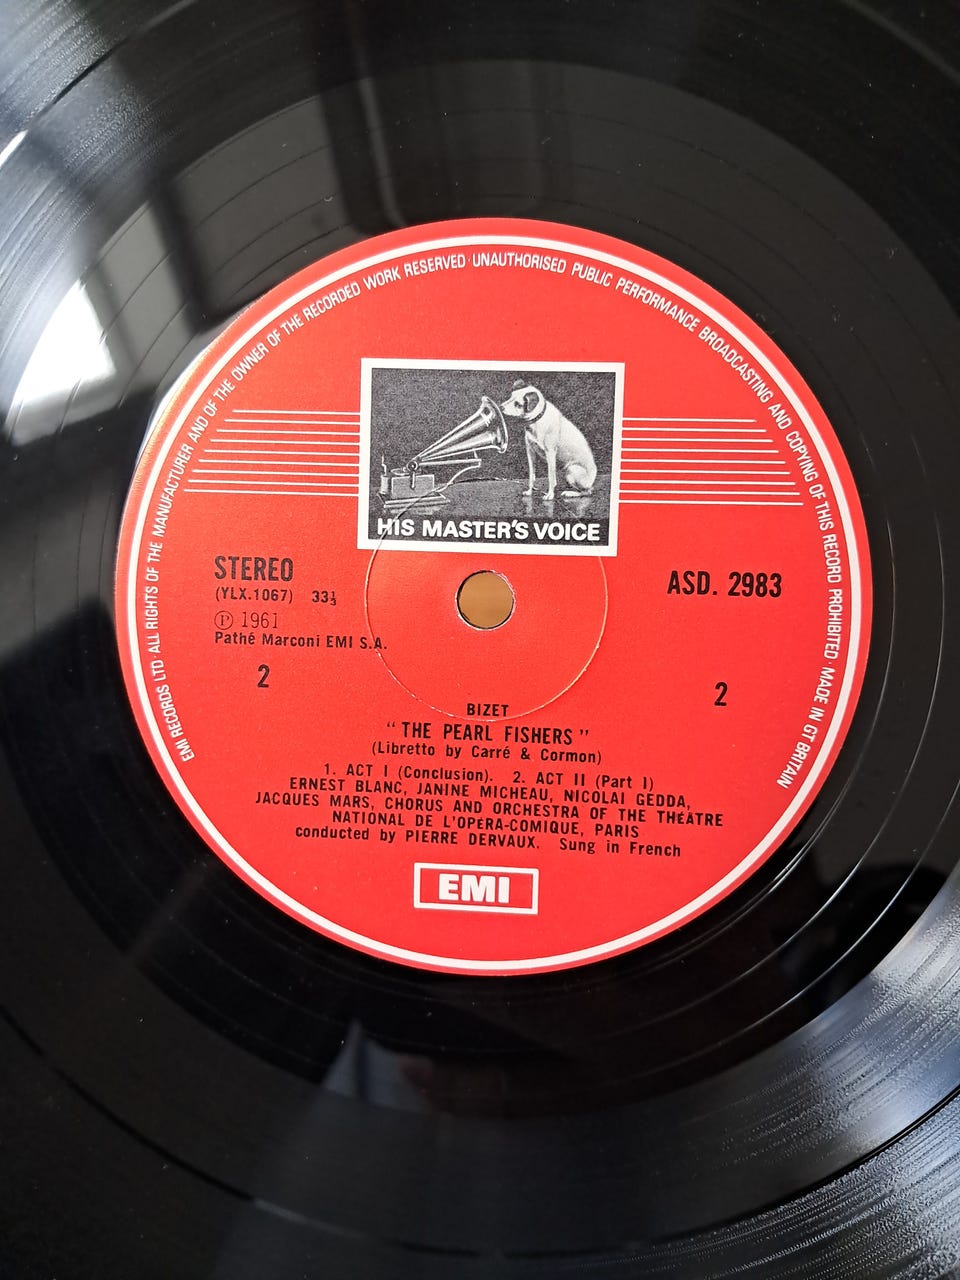 EMI RECORDS LTD · ALL RIGHTS OF THE MANUFACTURER AND OF THE OWNER OF THE RECORDED WORK RESERVED · UNAUTHORISED PUBLIC PERFORMANCE BROADCASTING AND COPYING OF THIS RECORD PROHIBITED · MADE IN GT BRITAIN
HIS MASTER'S VOICE
STEREO
(YLX.1067) 33⅓
ASD. 2983
Ⓟ 1961
Pathé Marconi EMI S.A.
2
2
BIZET
"THE PEARL FISHERS"
(Libretto by Carré & Cormon)
1. ACT I (Conclusion). 2. ACT II (Part I)
ERNEST BLANC, JANINE MICHEAU, NICOLAI GEDDA,
JACQUES MARS, CHORUS AND ORCHESTRA OF THE THÉATRE
NATIONAL DE L'OPÉRA-COMIQUE, PARIS
conducted by PIERRE DERVAUX. Sung in French
EMI